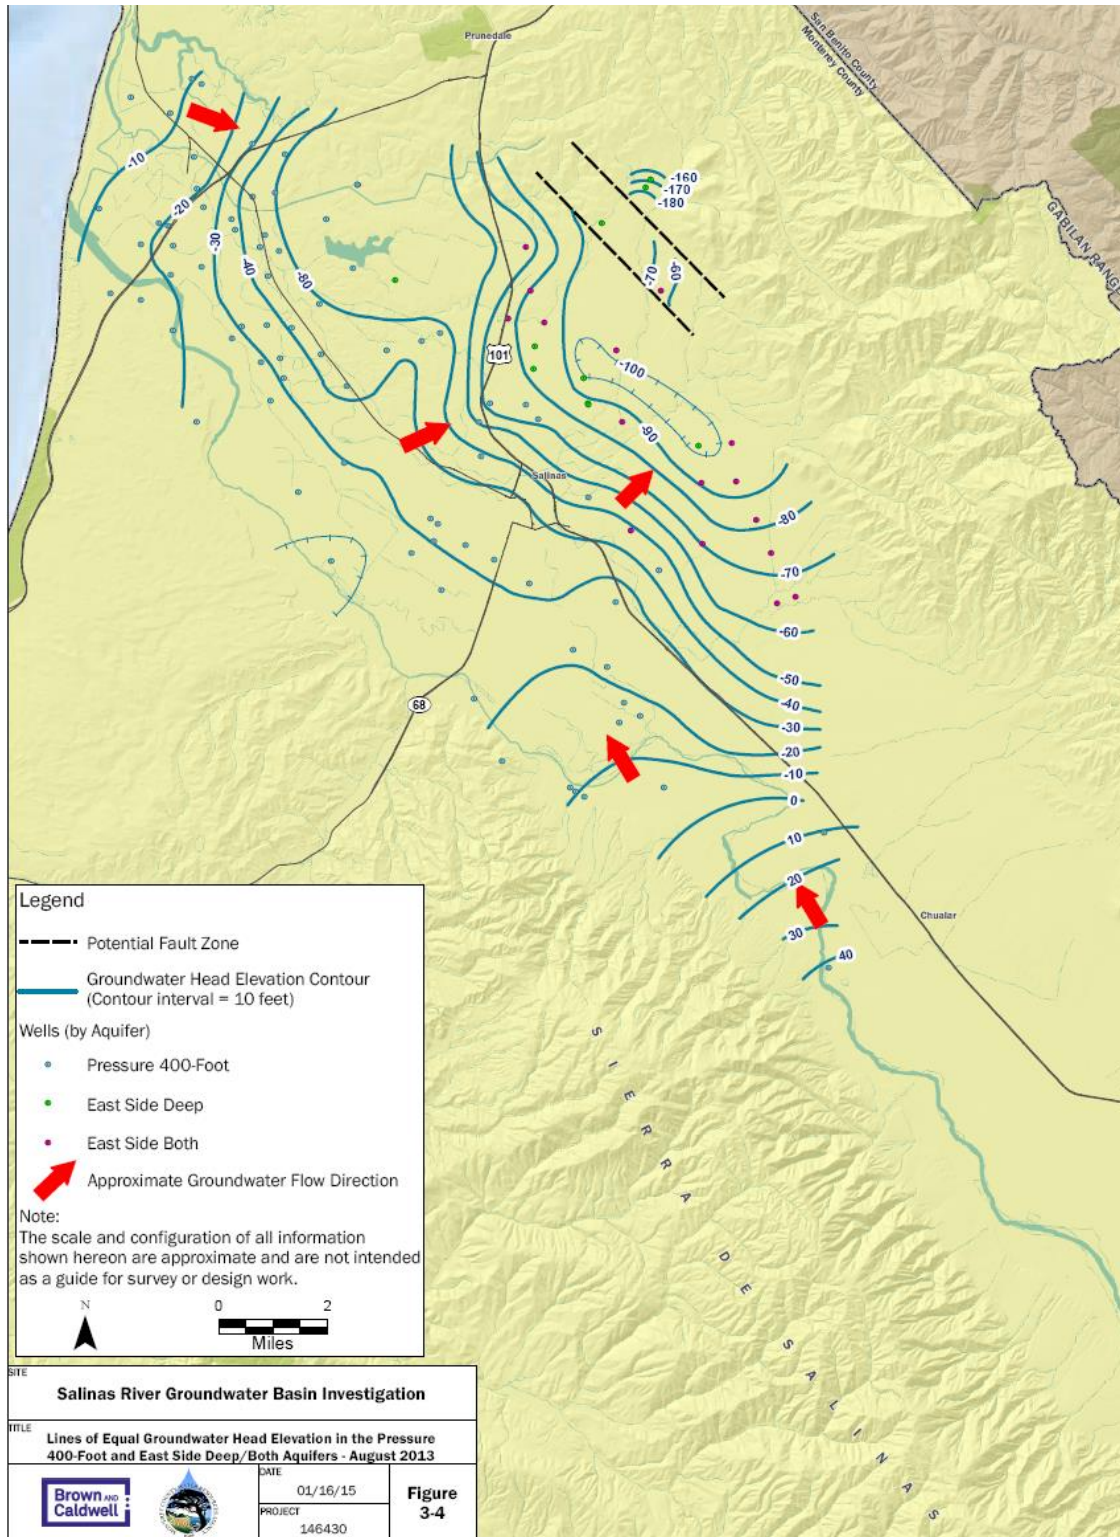 Prunedale
San Benito County
Monterey County
GABILAN RANGE
-10
-20
-30
-40
-80
-160
-170
-180
-70
-60
101
-100
-90
Salinas
-80
-70
-60
-50
-40
-30
-20
-10
0
10
20
30
40
68
Chualar
SIERRA DE SALINAS
Legend
Potential Fault Zone
Groundwater Head Elevation Contour
(Contour interval = 10 feet)
Wells (by Aquifer)
Pressure 400-Foot
East Side Deep
East Side Both
Approximate Groundwater Flow Direction
Note:
The scale and configuration of all information
shown hereon are approximate and are not intended
as a guide for survey or design work.
N
0 2
Miles
SITE
Salinas River Groundwater Basin Investigation
TITLE
Lines of Equal Groundwater Head Elevation in the Pressure
400-Foot and East Side Deep/Both Aquifers - August 2013
Brown AND
Caldwell
DATE
01/16/15
PROJECT
146430
Figure
3-4